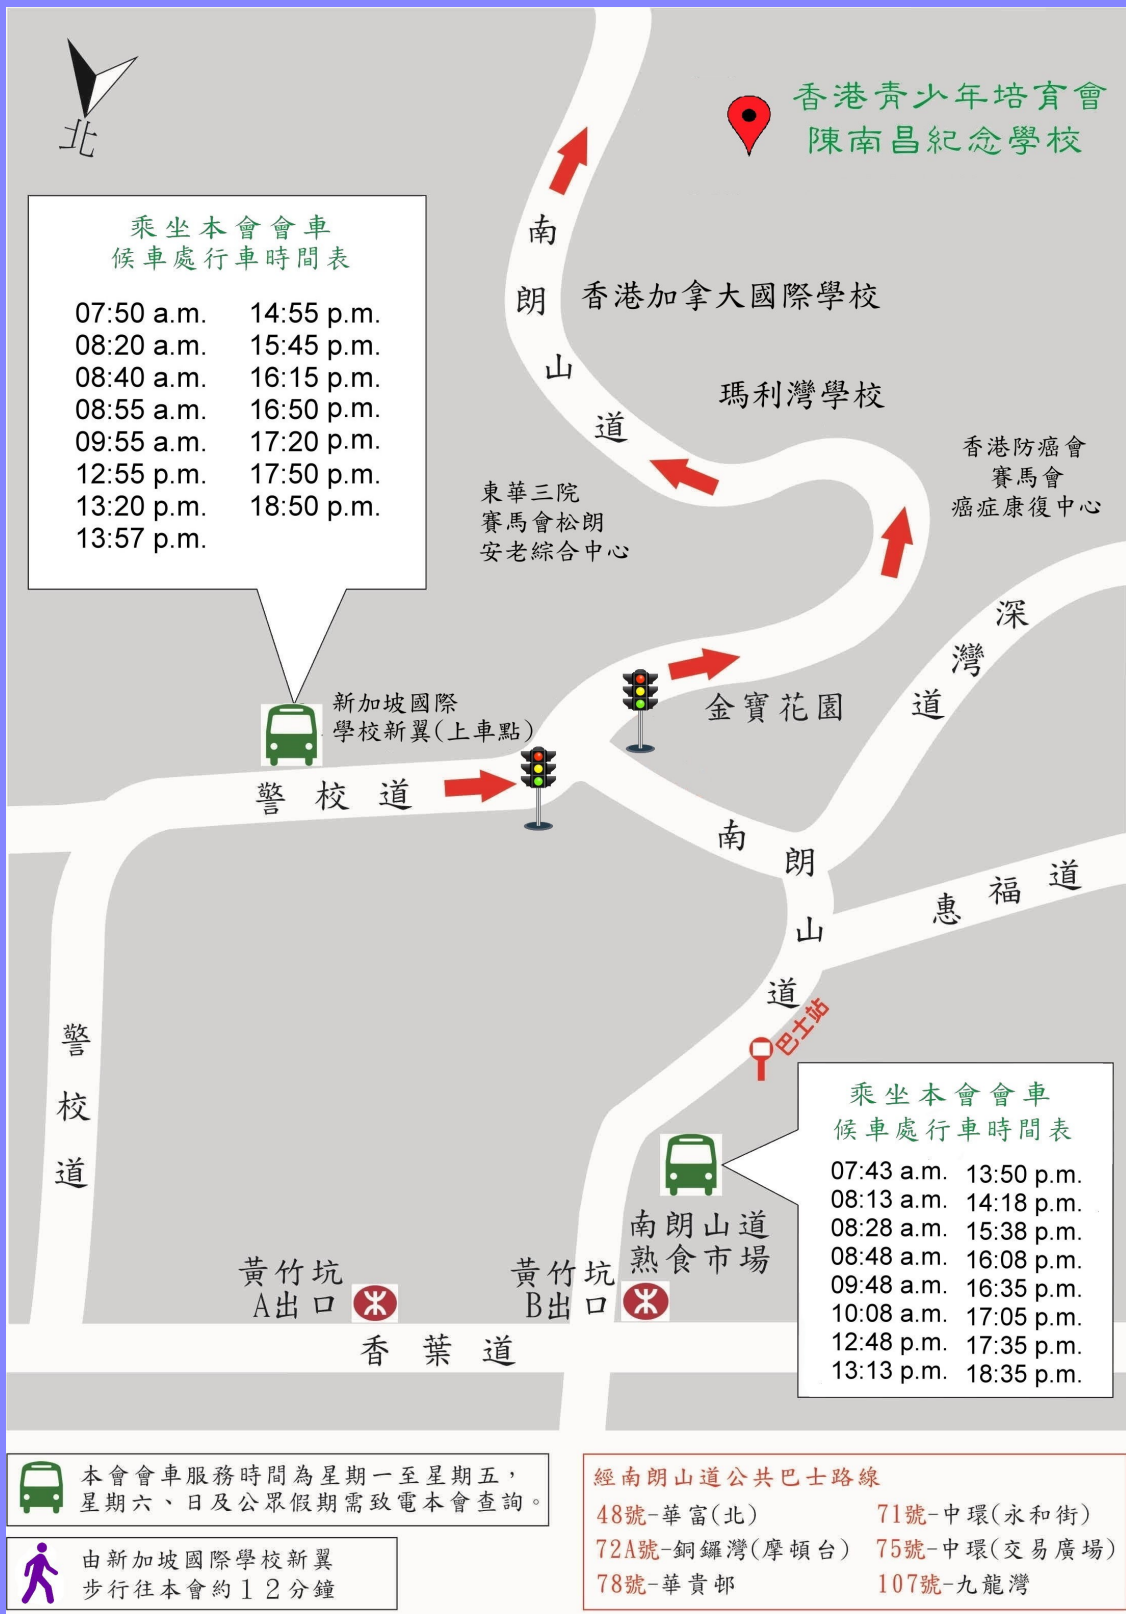 北
香港青少年培育會
陳南昌紀念學校
乘坐本會會車
候車處行車時間表
07:50 a.m. 14:55 p.m.
08:20 a.m. 15:45 p.m.
08:40 a.m. 16:15 p.m.
08:55 a.m. 16:50 p.m.
09:55 a.m. 17:20 p.m.
12:55 p.m. 17:50 p.m.
13:20 p.m. 18:50 p.m.
13:57 p.m.
南朗山道
香港加拿大國際學校
瑪利灣學校
香港防癌會
賽馬會
癌症康復中心
東華三院
賽馬會松朗
安老綜合中心
深灣道
金寶花園
新加坡國際
學校新翼(上車點)
警校道
南朗山道
惠福道
巴士站
警校道
乘坐本會會車
候車處行車時間表
07:43 a.m. 13:50 p.m.
08:13 a.m. 14:18 p.m.
08:28 a.m. 15:38 p.m.
08:48 a.m. 16:08 p.m.
09:48 a.m. 16:35 p.m.
10:08 a.m. 17:05 p.m.
12:48 p.m. 17:35 p.m.
13:13 p.m. 18:35 p.m.
南朗山道
熟食市場
黃竹坑
A出口
黃竹坑
B出口
香葉道
本會會車服務時間為星期一至星期五，
星期六、日及公眾假期需致電本會查詢。
由新加坡國際學校新翼
步行往本會約１２分鐘
經南朗山道公共巴士路線
48號-華富(北) 71號-中環(永和街)
72A號-銅鑼灣(摩頓台) 75號-中環(交易廣場)
78號-華貴邨 107號-九龍灣